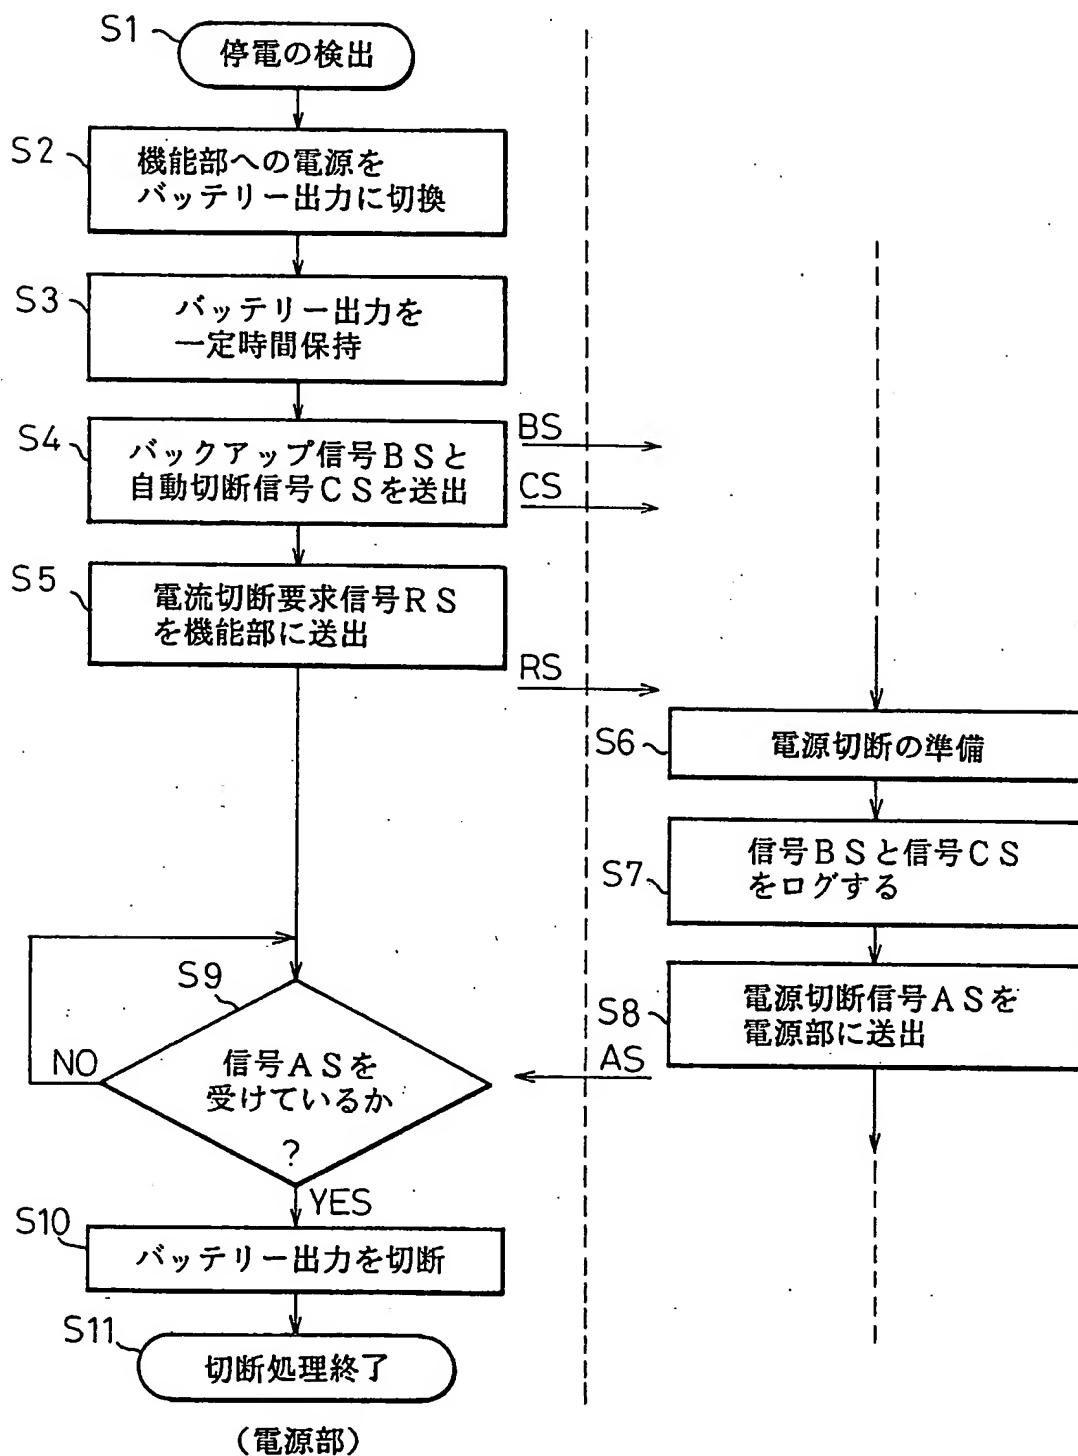 S1
停電の検出
S2
機能部への電源を
バッテリー出力に切換
S3
バッテリー出力を
一定時間保持
S4
バックアップ信号BSと
自動切断信号CSを送出
BS
CS
S5
電流切断要求信号RS
を機能部に送出
RS
S6
電源切断の準備
S7
信号BSと信号CS
をログする
S8
電源切断信号ASを
電源部に送出
AS
S9
信号ASを
受けているか
?
NO
YES
S10
バッテリー出力を切断
S11
切断処理終了
(電源部)